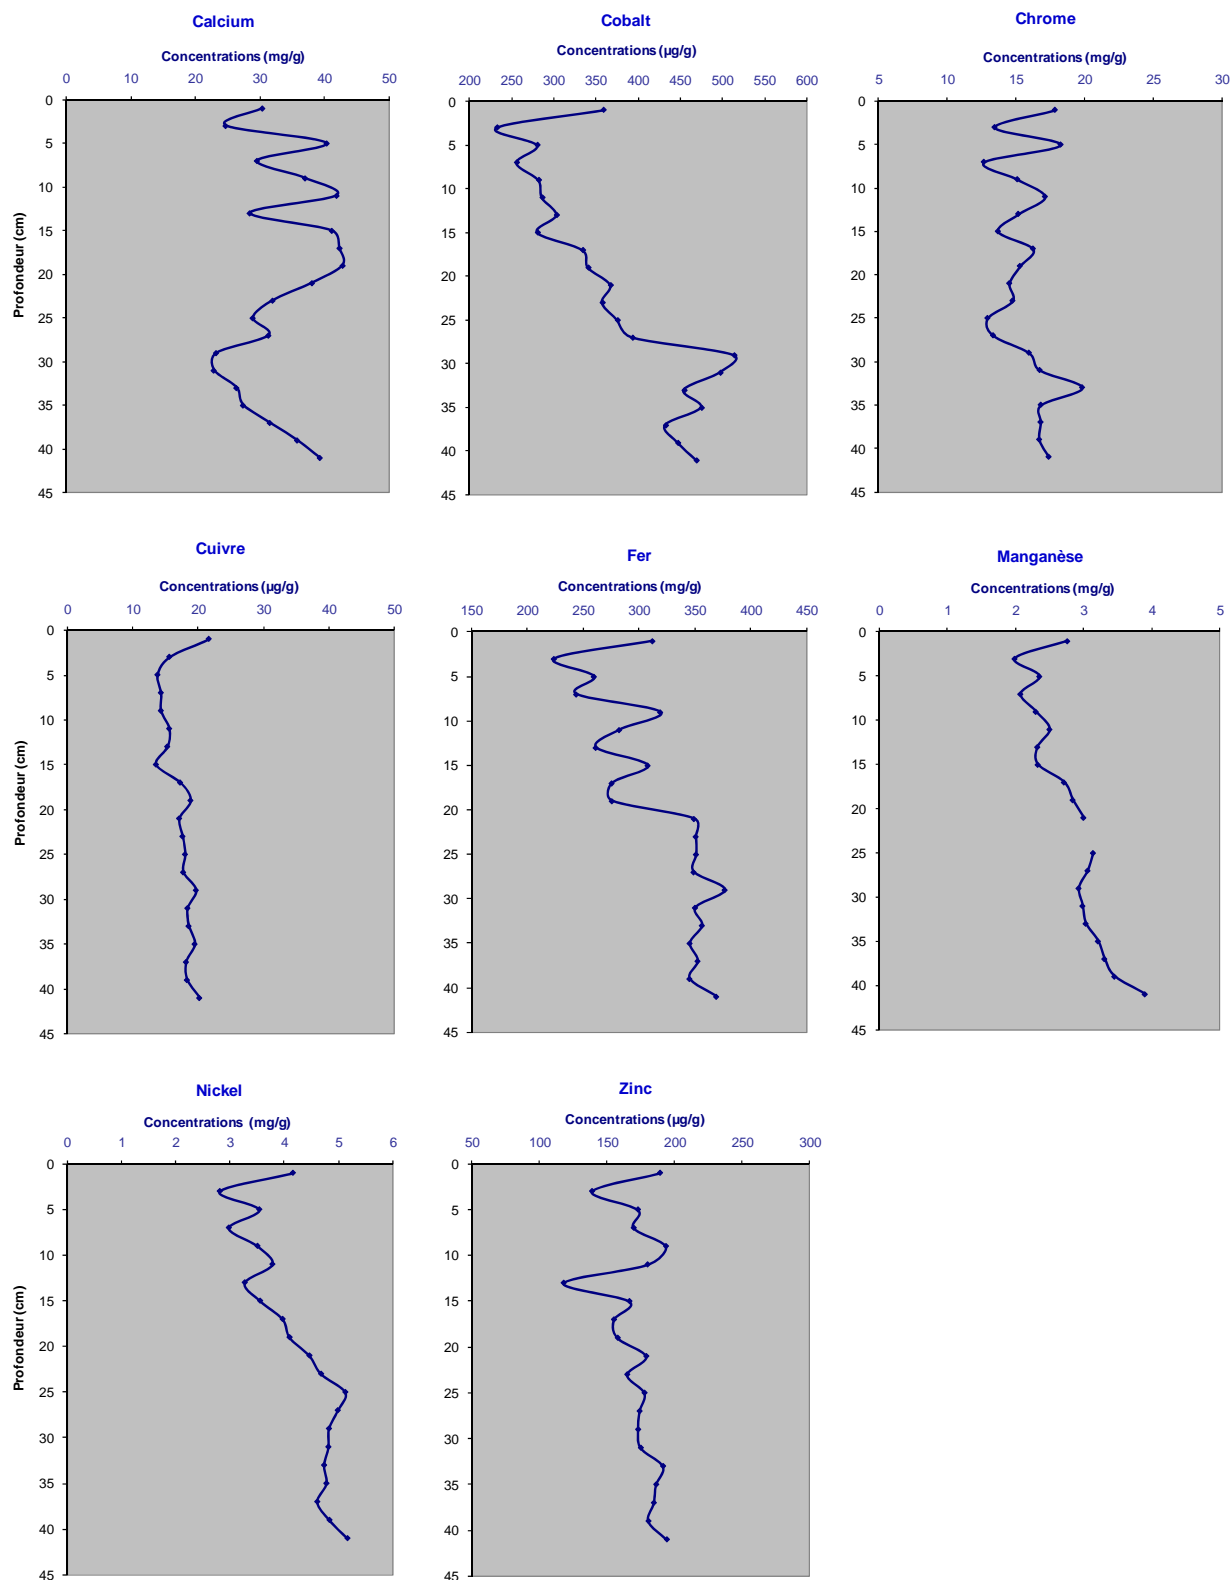 Calcium
Concentrations (mg/g)
0 10 20 30 40 50
0
5
10
15
20
25
30
35
40
45
Profondeur (cm)
Cobalt
Concentrations (µg/g)
200 250 300 350 400 450 500 550 600
0
5
10
15
20
25
30
35
40
45
Chrome
Concentrations (mg/g)
5 10 15 20 25 30
0
5
10
15
20
25
30
35
40
45
Cuivre
Concentrations (µg/g)
0 10 20 30 40 50
0
5
10
15
20
25
30
35
40
45
Profondeur (cm)
Fer
Concentrations (mg/g)
150 200 250 300 350 400 450
0
5
10
15
20
25
30
35
40
45
Manganèse
Concentrations (mg/g)
0 1 2 3 4 5
0
5
10
15
20
25
30
35
40
45
Nickel
Concentrations (mg/g)
0 1 2 3 4 5 6
0
5
10
15
20
25
30
35
40
45
Profondeur (cm)
Zinc
Concentrations (µg/g)
50 100 150 200 250 300
0
5
10
15
20
25
30
35
40
45